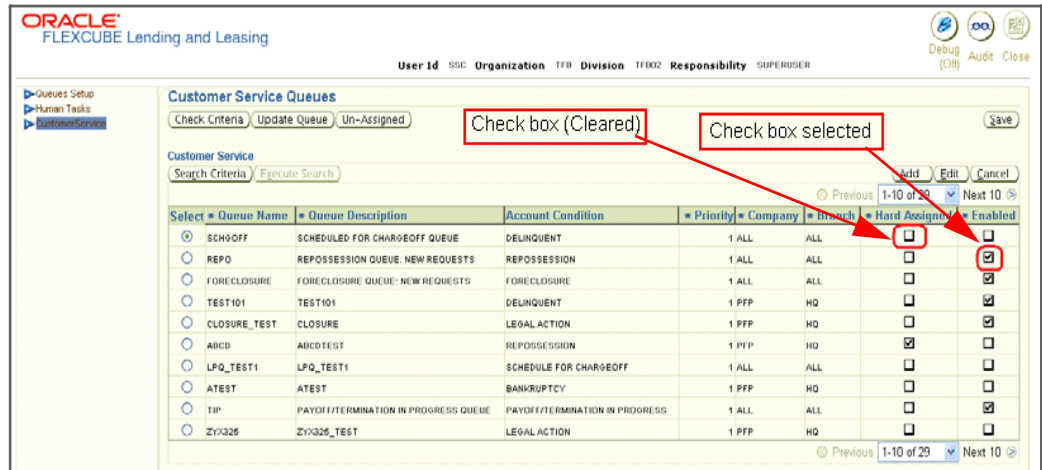 ORACLE
FLEXCUBE Lending and Leasing
Debug (Off)
Audit
Close
User Id SSC Organization TFB Division TFB02 Responsibility SUPERUSER
Queues Setup
Human Tasks
CustomerService
Customer Service Queues
Check Criteria Update Queue Un-Assigned
Save
Check box (Cleared)
Check box selected
Customer Service
Search Criteria Execute Search
Add Edit Cancel
Previous 1-10 of 29 Next 10
Select Queue Name Queue Description Account Condition Priority Company Branch Hard Assigned Enabled
SCHGOFF SCHEDULED FOR CHARGEOFF QUEUE DELINQUENT 1 ALL ALL
REPO REPOSSESSION QUEUE: NEW REQUESTS REPOSSESSION 1 ALL ALL
FORECLOSURE FORECLOSURE QUEUE: NEW REQUESTS FORECLOSURE 1 ALL ALL
TEST101 TEST101 DELINQUENT 1 PFP HQ
CLOSURE_TEST CLOSURE LEGAL ACTION 1 PFP HQ
ABCD ABCDTEST REPOSSESSION 1 PFP HQ
LPQ_TEST1 LPQ_TEST1 SCHEDULE FOR CHARGEOFF 1 ALL ALL
ATEST ATEST BANKRUPTCY 1 PFP HQ
TIP PAYOFF/TERMINATION IN PROGRESS QUEUE PAYOFF/TERMINATION IN PROGRESS 1 ALL ALL
ZYX325 ZYX325_TEST LEGAL ACTION 1 PFP HQ
Previous 1-10 of 29 Next 10